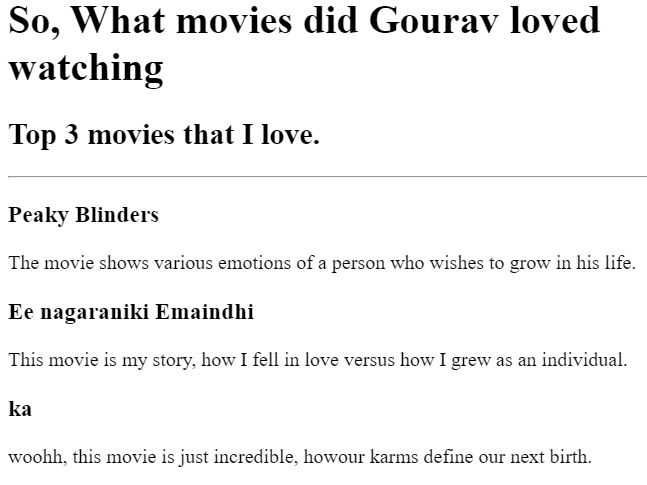 So, What movies did Gourav loved
watching
Top 3 movies that I love.
Peaky Blinders
The movie shows various emotions of a person who wishes to grow in his life.
Ee nagaraniki Emaindhi
This movie is my story, how I fell in love versus how I grew as an individual.
ka
woohh, this movie is just incredible, howour karms define our next birth.